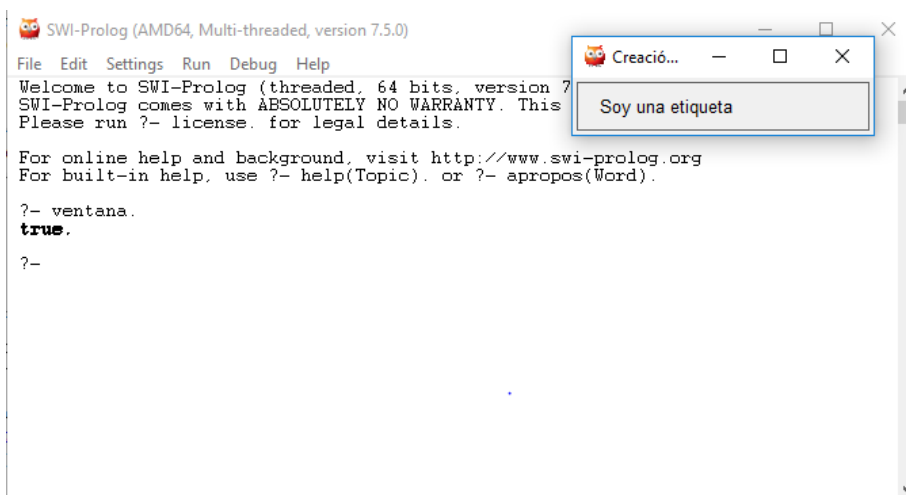 SWI-Prolog (AMD64, Multi-threaded, version 7.5.0)
File Edit Settings Run Debug Help
Welcome to SWI-Prolog (threaded, 64 bits, version 7
SWI-Prolog comes with ABSOLUTELY NO WARRANTY. This
Please run ?- license. for legal details.
For online help and background, visit http://www.swi-prolog.org
For built-in help, use ?- help(Topic). or ?- apropos(Word).
?- ventana.
true.
?-
Creació...
Soy una etiqueta